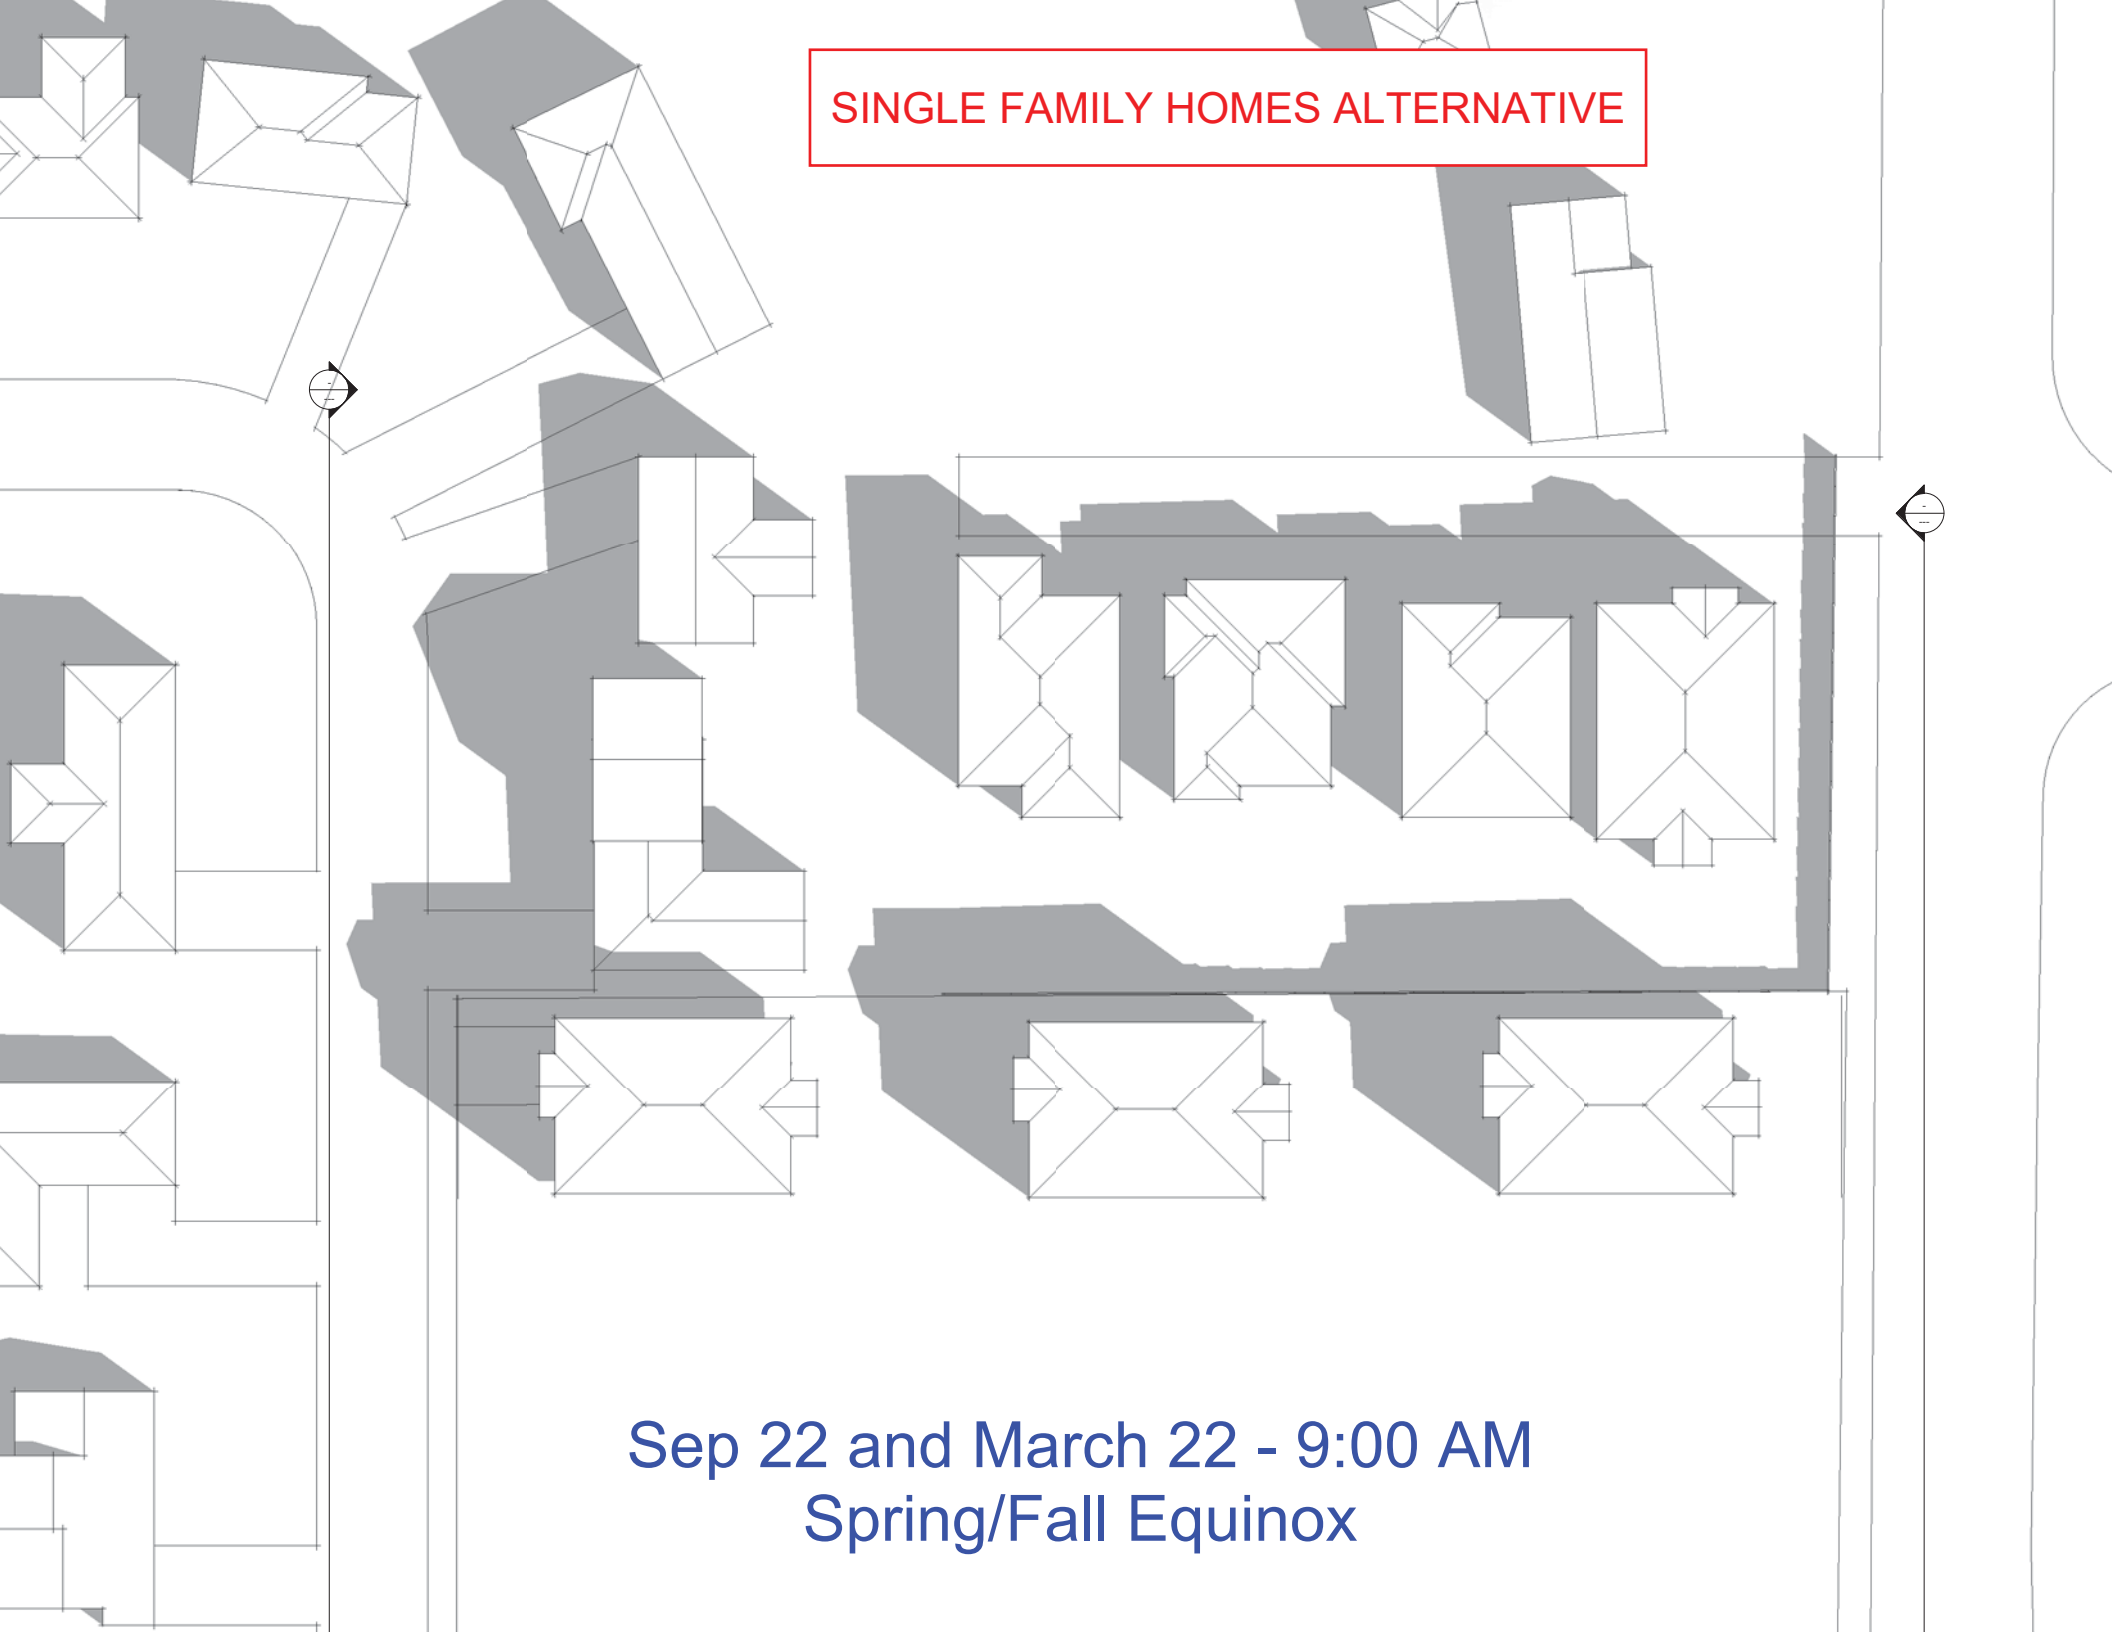 SINGLE FAMILY HOMES ALTERNATIVE
-
---
-
---
Sep 22 and March 22 - 9:00 AM
Spring/Fall Equinox